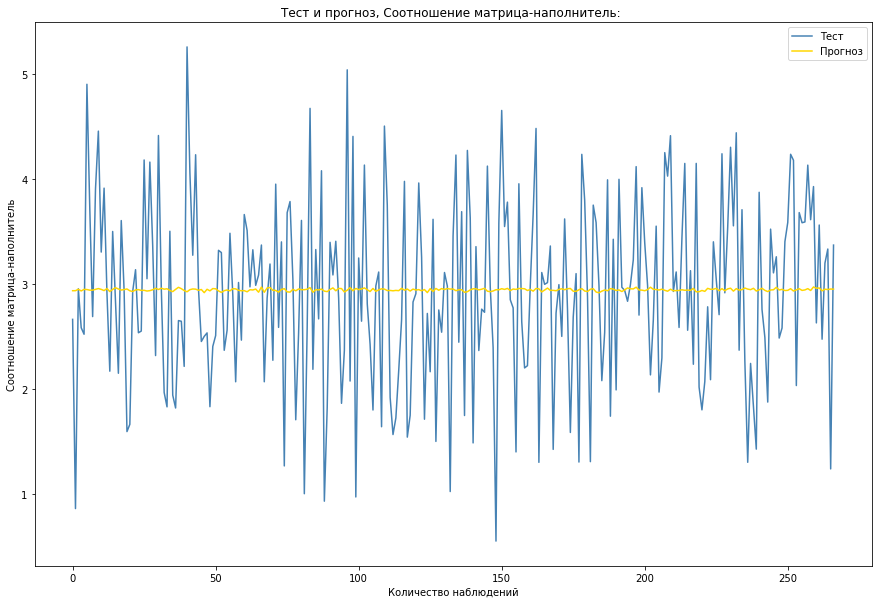 Тест и прогноз, Соотношение матрица-наполнитель:
Тест
Прогноз
Соотношение матрица-наполнитель
5
4
3
2
1
0
50
100
150
200
250
Количество наблюдений